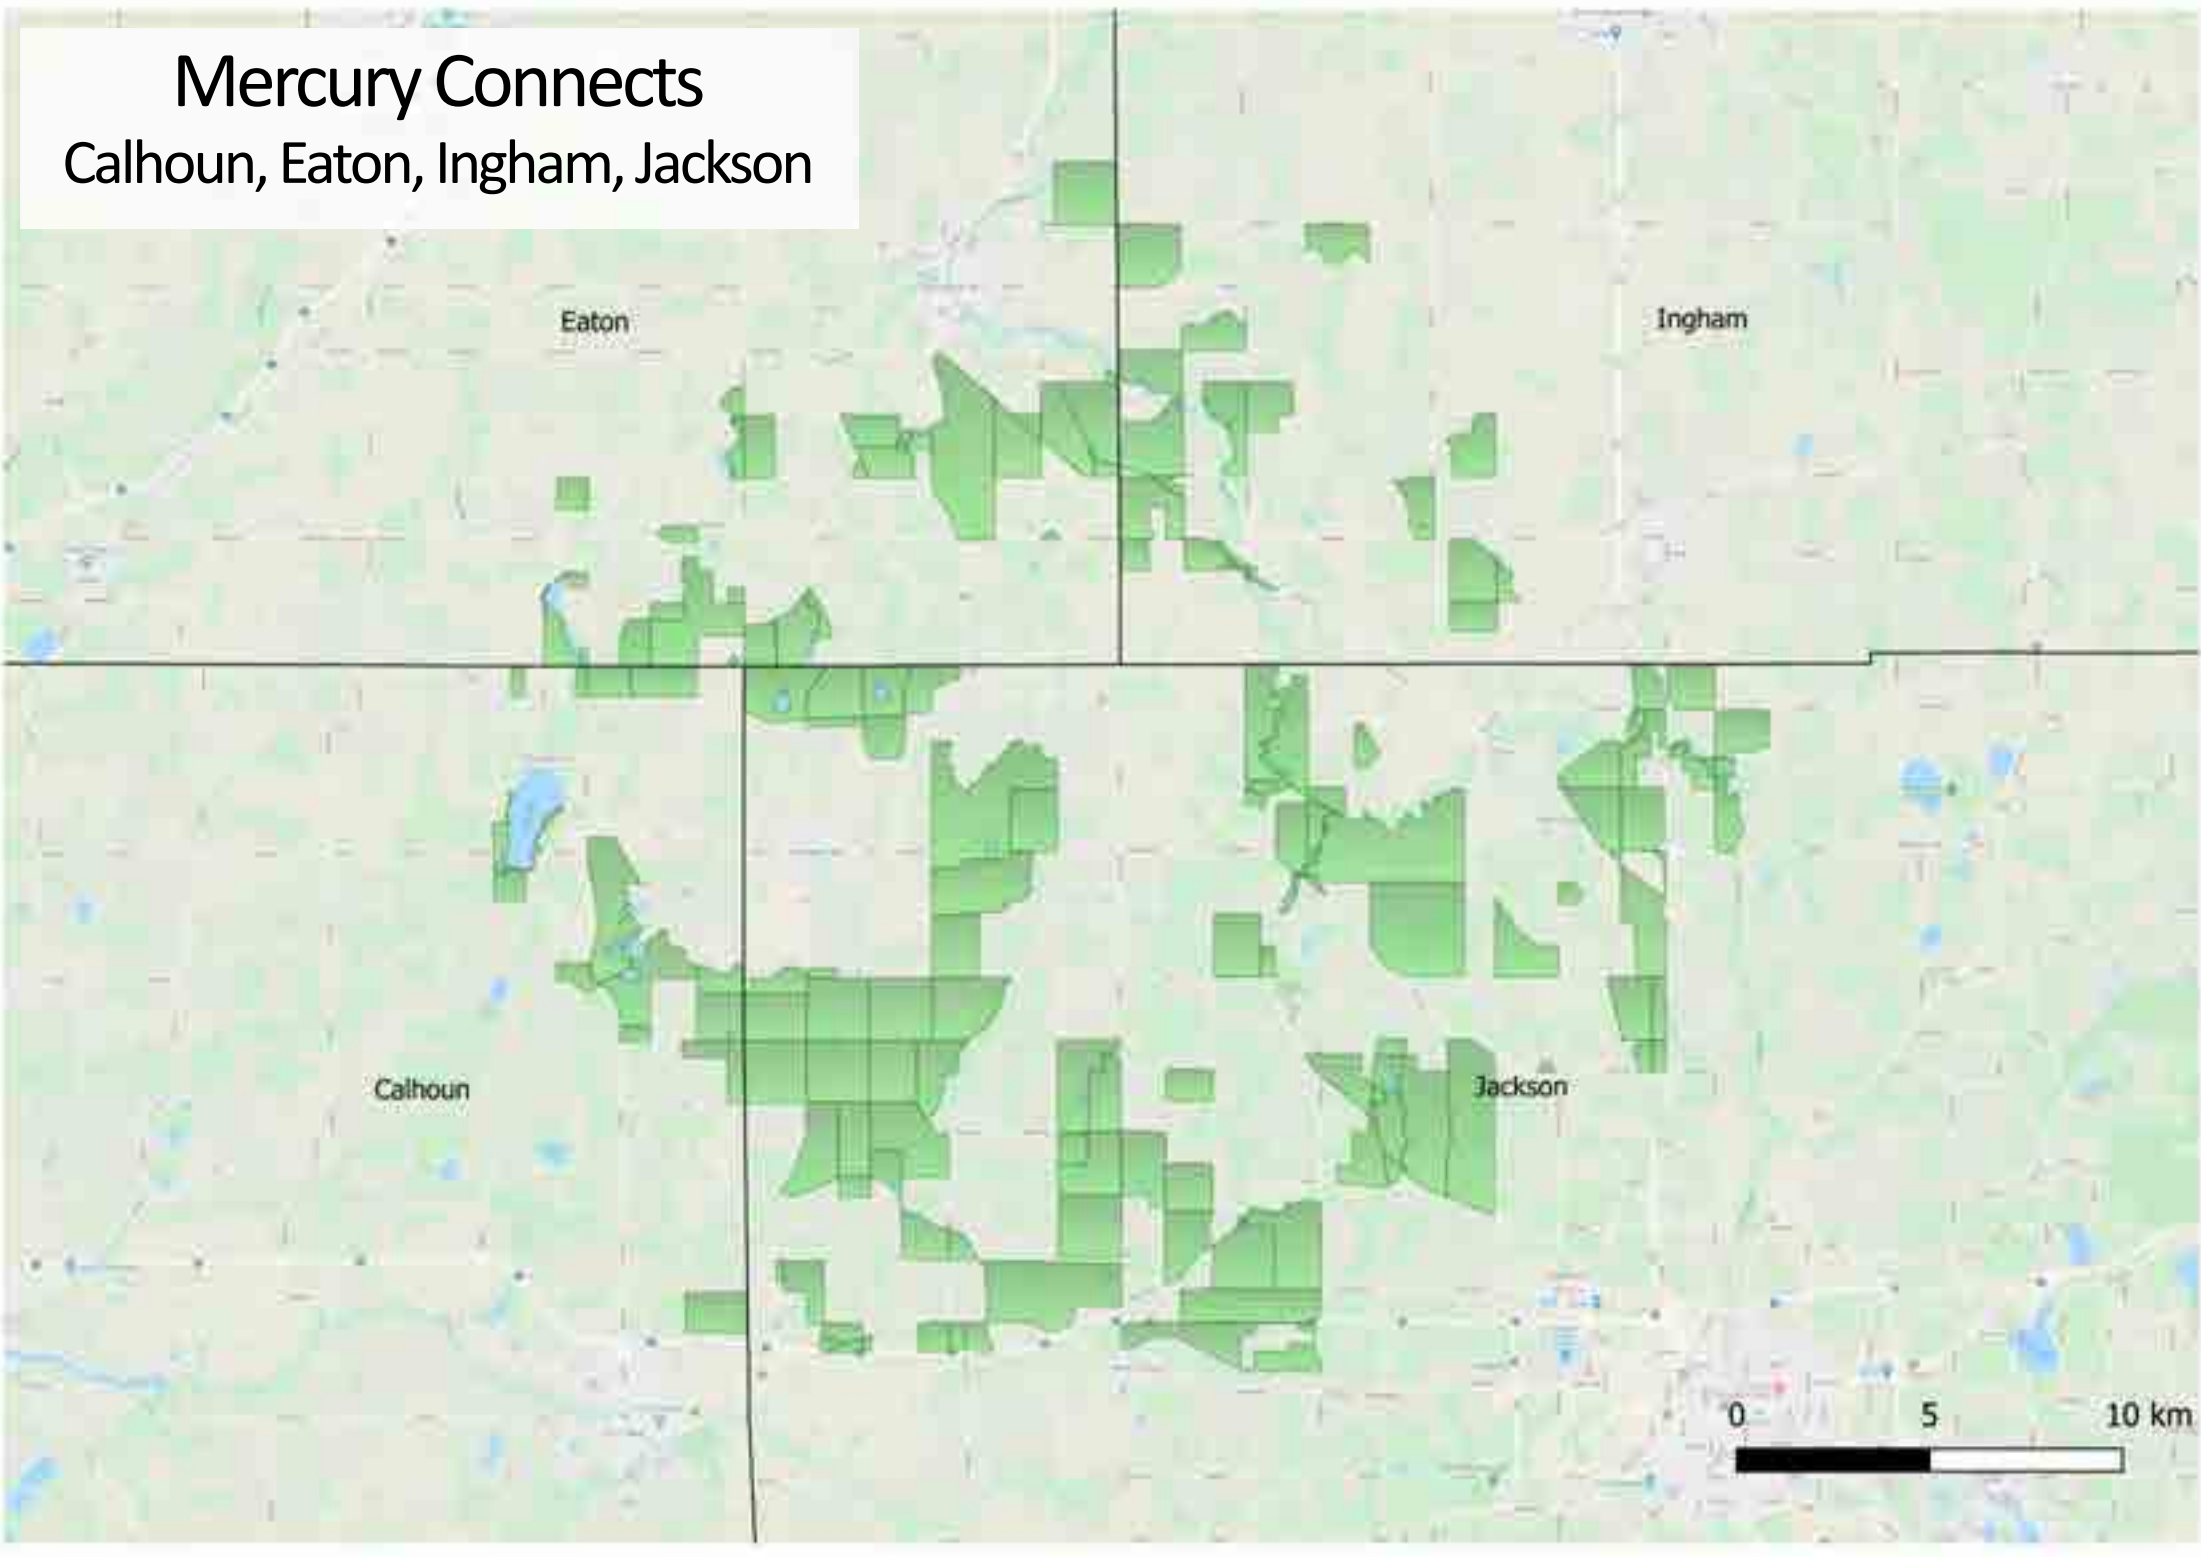 Mercury Connects
Calhoun, Eaton, Ingham, Jackson
Eaton
Ingham
Calhoun
Jackson
0 5 10 km